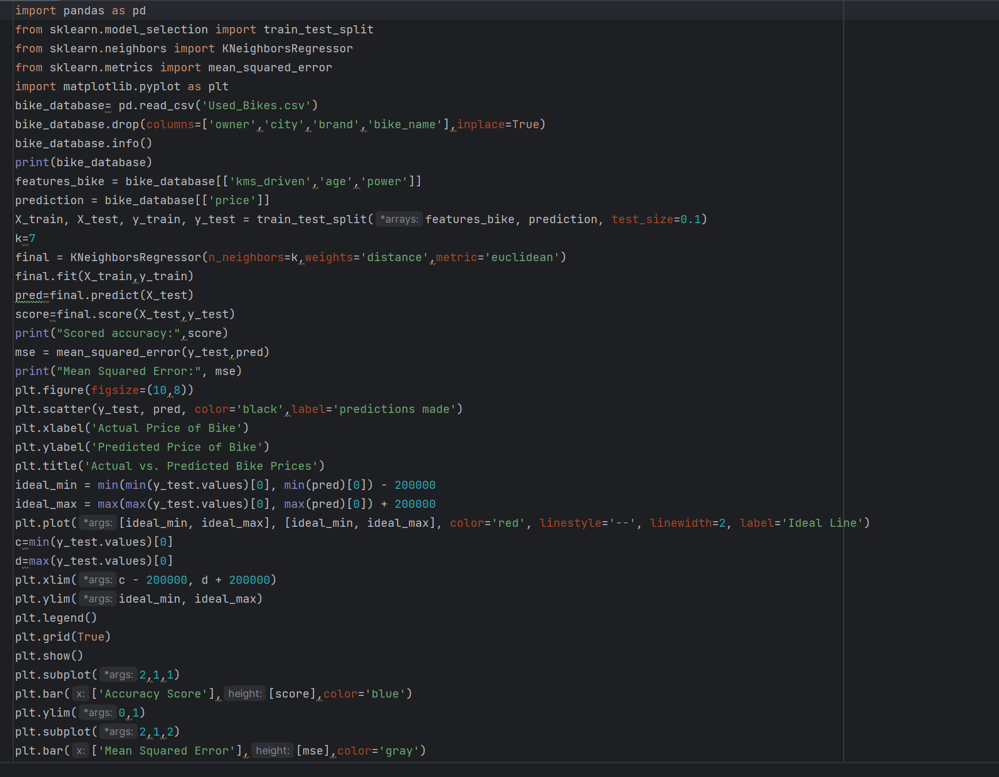 import pandas as pd
from sklearn.model_selection import train_test_split
from sklearn.neighbors import KNeighborsRegressor
from sklearn.metrics import mean_squared_error
import matplotlib.pyplot as plt
bike_database= pd.read_csv('Used_Bikes.csv')
bike_database.drop(columns=['owner','city','brand','bike_name'],inplace=True)
bike_database.info()
print(bike_database)
features_bike = bike_database[['kms_driven','age','power']]
prediction = bike_database[['price']]
X_train, X_test, y_train, y_test = train_test_split( *arrays: features_bike, prediction, test_size=0.1)
k=7
final = KNeighborsRegressor(n_neighbors=k,weights='distance',metric='euclidean')
final.fit(X_train,y_train)
pred=final.predict(X_test)
score=final.score(X_test,y_test)
print("Scored accuracy:",score)
mse = mean_squared_error(y_test,pred)
print("Mean Squared Error:", mse)
plt.figure(figsize=(10,8))
plt.scatter(y_test, pred, color='black',label='predictions made')
plt.xlabel('Actual Price of Bike')
plt.ylabel('Predicted Price of Bike')
plt.title('Actual vs. Predicted Bike Prices')
ideal_min = min(min(y_test.values)[0], min(pred)[0]) - 200000
ideal_max = max(max(y_test.values)[0], max(pred)[0]) + 200000
plt.plot( *args: [ideal_min, ideal_max], [ideal_min, ideal_max], color='red', linestyle='--', linewidth=2, label='Ideal Line')
c=min(y_test.values)[0]
d=max(y_test.values)[0]
plt.xlim( *args: c - 200000, d + 200000)
plt.ylim( *args: ideal_min, ideal_max)
plt.legend()
plt.grid(True)
plt.show()
plt.subplot( *args: 2,1,1)
plt.bar( x: ['Accuracy Score'], height: [score],color='blue')
plt.ylim( *args: 0,1)
plt.subplot( *args: 2,1,2)
plt.bar( x: ['Mean Squared Error'], height: [mse],color='gray')